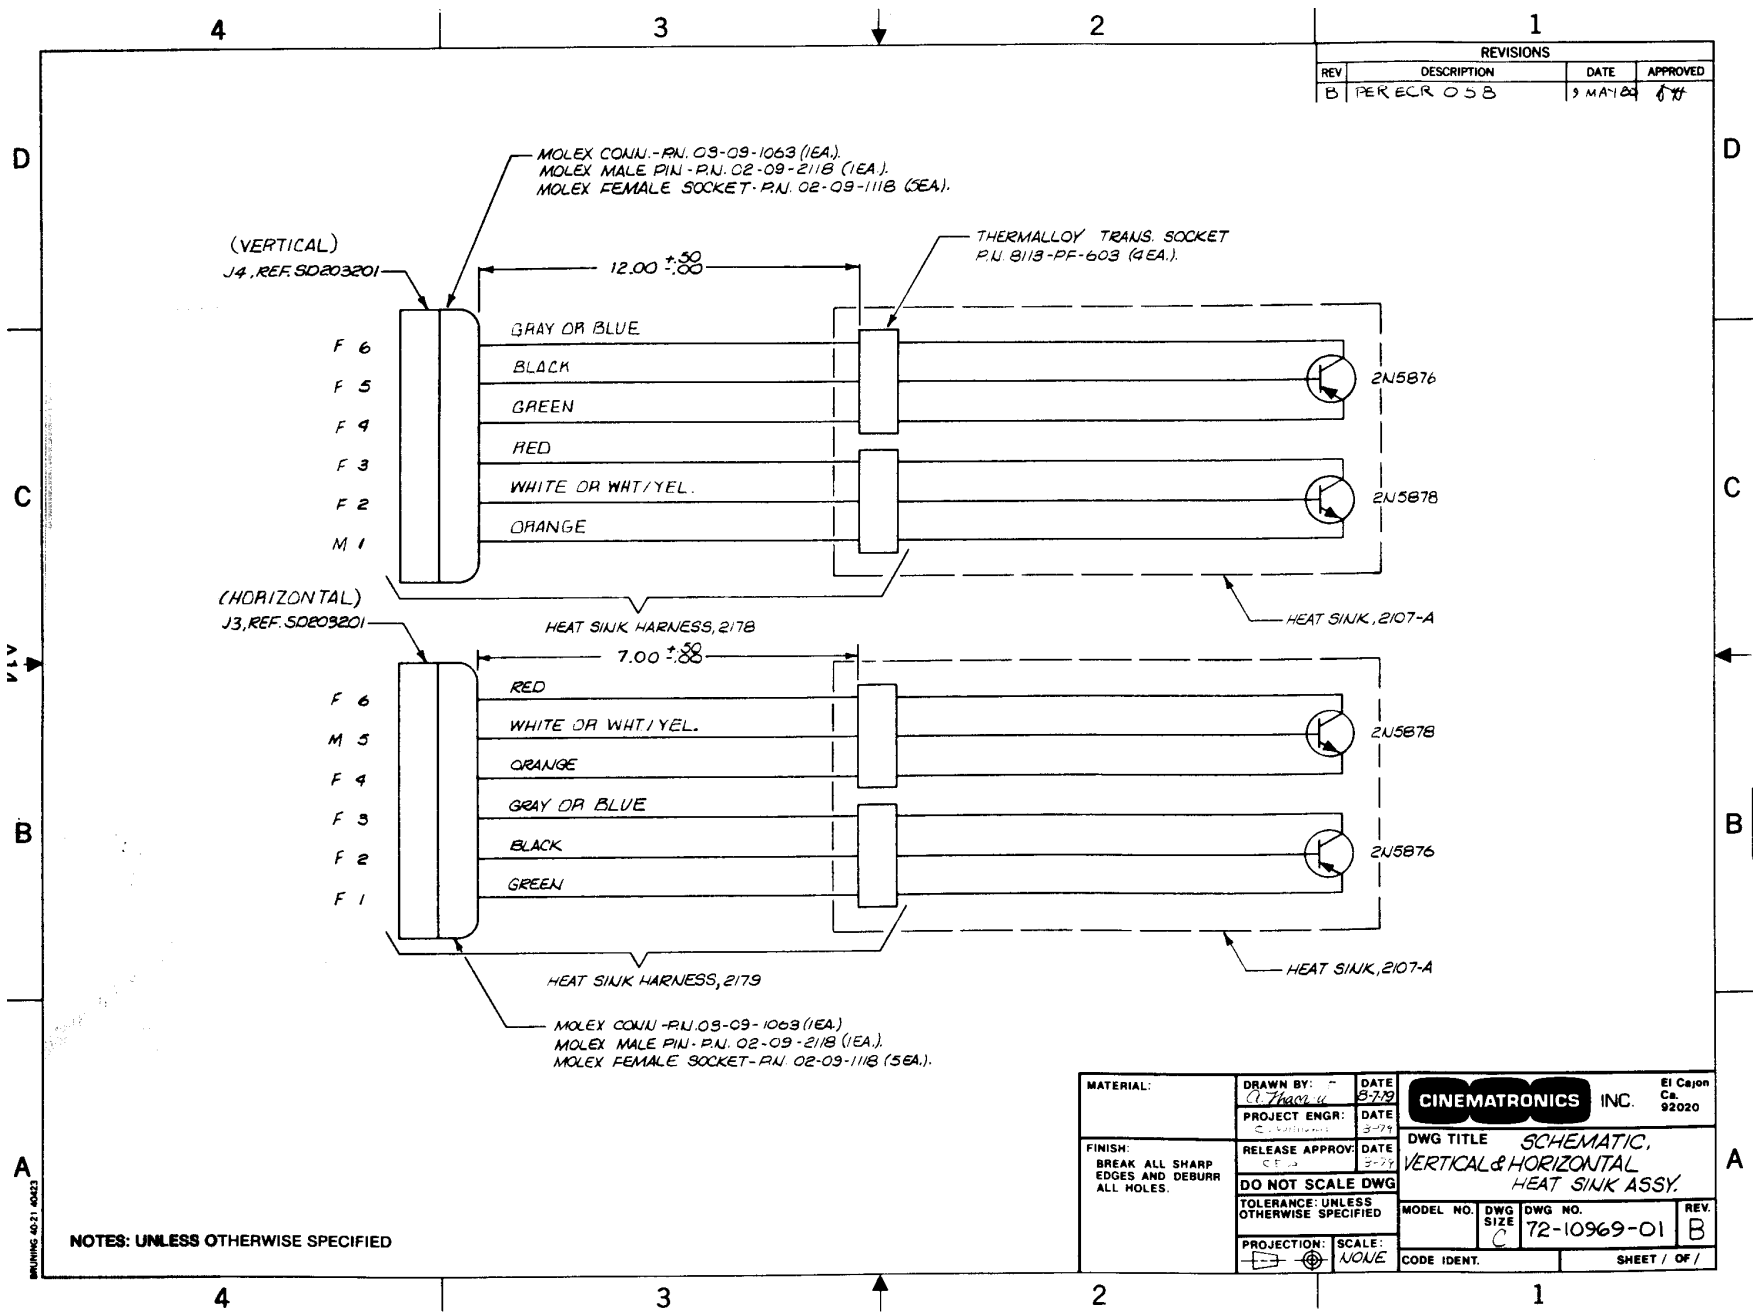 4 3 2 1
REVISIONS
REV DESCRIPTION DATE APPROVED
B PER ECR 058 9 MAY 80
D D
MOLEX CONN.-P.N. 03-09-1063 (1EA.).
MOLEX MALE PIN-P.N. 02-09-2118 (1EA.).
MOLEX FEMALE SOCKET-P.N. 02-09-1118 (5EA.).
(VERTICAL)
J4, REF. SD203201
12.00 +.50 -.00
THERMALLOY TRANS. SOCKET
P.N. 8113-PF-603 (4EA.).
F 6 GRAY OR BLUE
F 5 BLACK
2N5876
F 4 GREEN
F 3 RED
C C
F 2 WHITE OR WHT/YEL.
2N5878
M 1 ORANGE
(HORIZONTAL)
J3, REF. SD203201
HEAT SINK HARNESS, 2178
HEAT SINK, 2107-A
7.00 +.50 -.00
F 6 RED
M 5 WHITE OR WHT/YEL.
2N5878
F 4 ORANGE
F 3 GRAY OR BLUE
B B
F 2 BLACK
2N5876
F 1 GREEN
HEAT SINK HARNESS, 2179
HEAT SINK, 2107-A
MOLEX CONN-P.N. 03-09-1063 (1EA.)
MOLEX MALE PIN-P.N. 02-09-2118 (1EA.).
MOLEX FEMALE SOCKET-P.N. 02-09-1118 (5EA.).
A A
MATERIAL:
FINISH:
BREAK ALL SHARP
EDGES AND DEBURR
ALL HOLES.
DRAWN BY: DATE
8-7-79
PROJECT ENGR: DATE
RELEASE APPROV: DATE
DO NOT SCALE DWG
TOLERANCE: UNLESS
OTHERWISE SPECIFIED
PROJECTION: SCALE:
NONE
CINEMATRONICS INC.
El Cajon
Ca.
92020
DWG TITLE SCHEMATIC,
VERTICAL & HORIZONTAL
HEAT SINK ASSY.
MODEL NO. DWG SIZE C DWG NO. 72-10969-01 REV. B
CODE IDENT. SHEET 1 OF 1
NOTES: UNLESS OTHERWISE SPECIFIED
BRUNING 40-21 40423
4 3 2 1